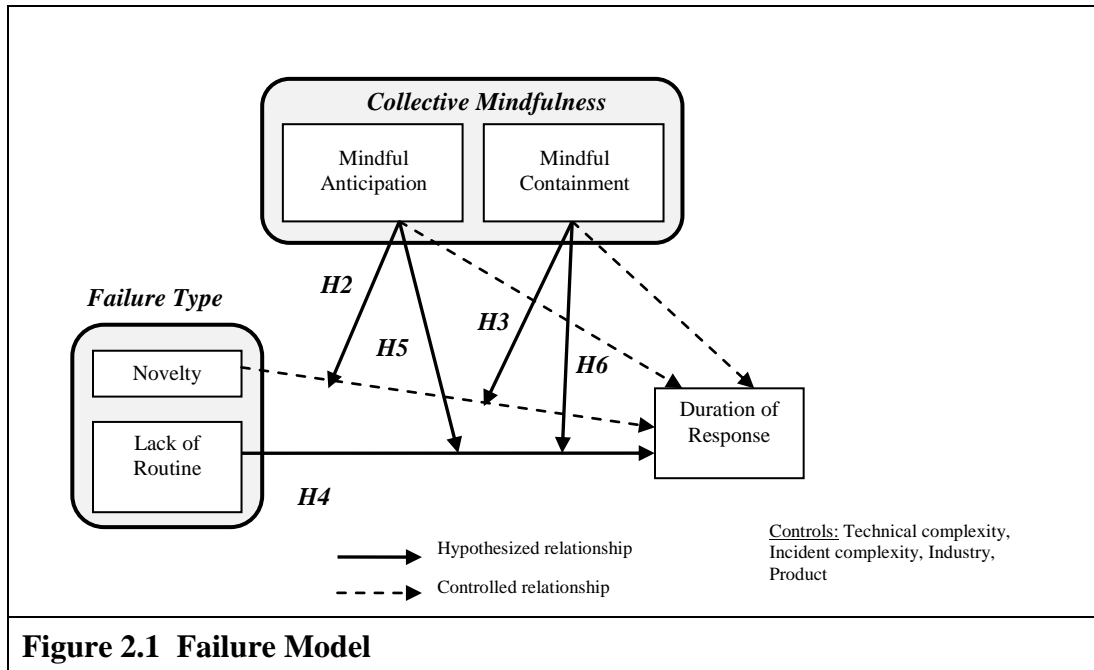 Collective Mindfulness
Mindful
Anticipation
Mindful
Containment
H2
Failure Type
H3
H5
H6
Novelty
Duration of
Response
Lack of
Routine
H4
Controls: Technical complexity,
Incident complexity, Industry,
Product
Hypothesized relationship
Controlled relationship
Figure 2.1 Failure Model